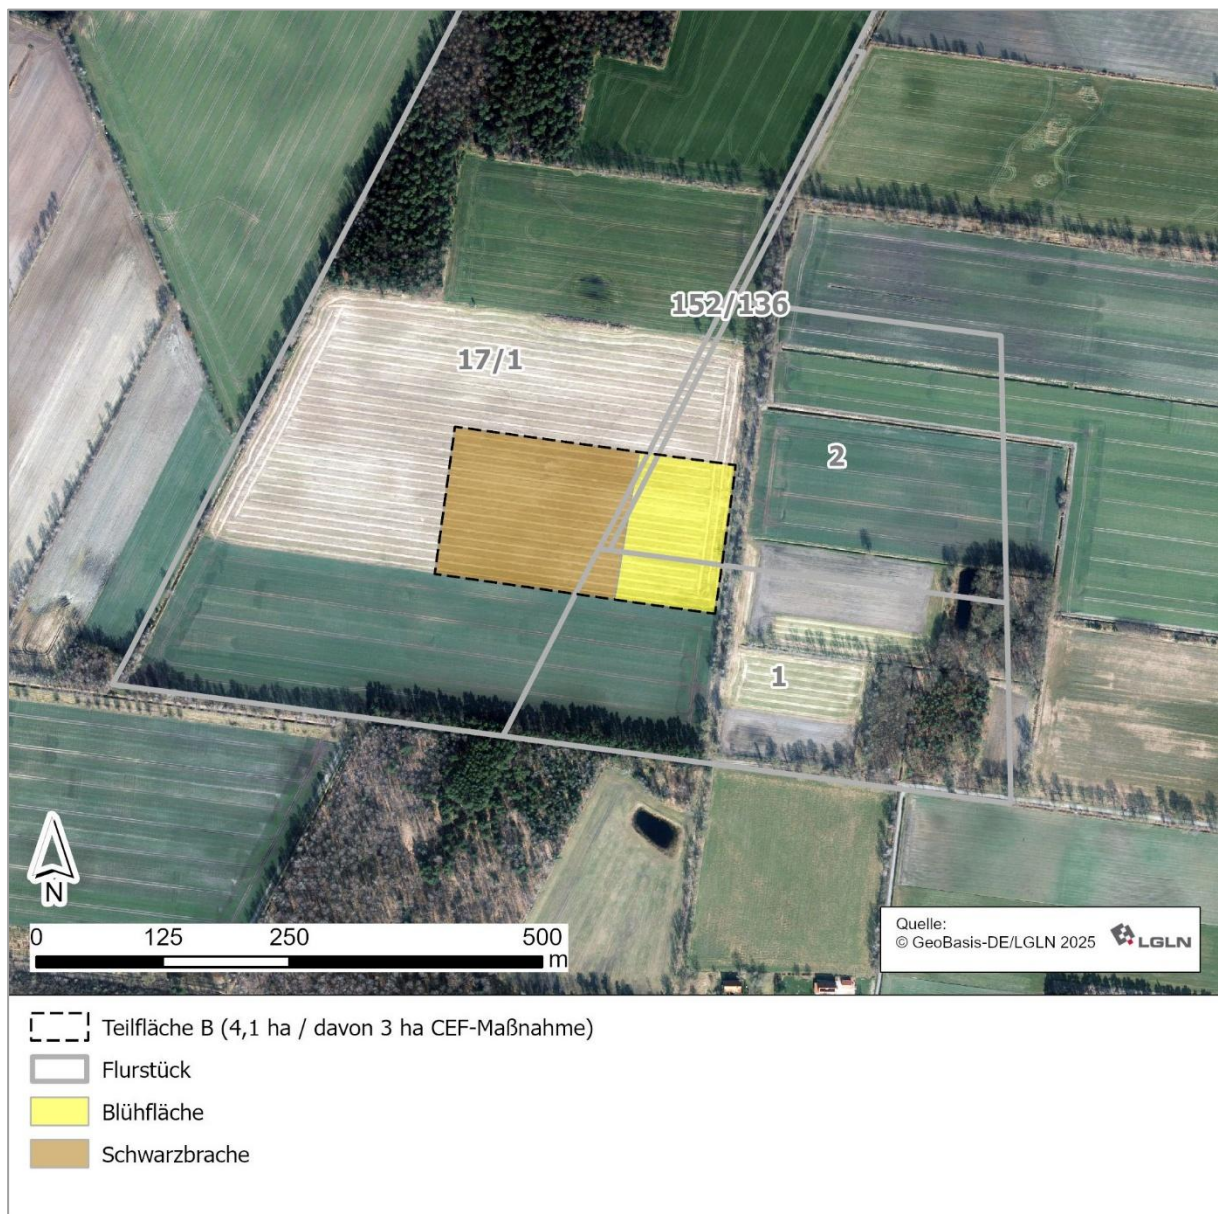 152/136
17/1
2
1
N
0 125 250 500
m
Quelle:
© GeoBasis-DE/LGLN 2025
LGLN
Teilfläche B (4,1 ha / davon 3 ha CEF-Maßnahme)
Flurstück
Blühfläche
Schwarzbrache